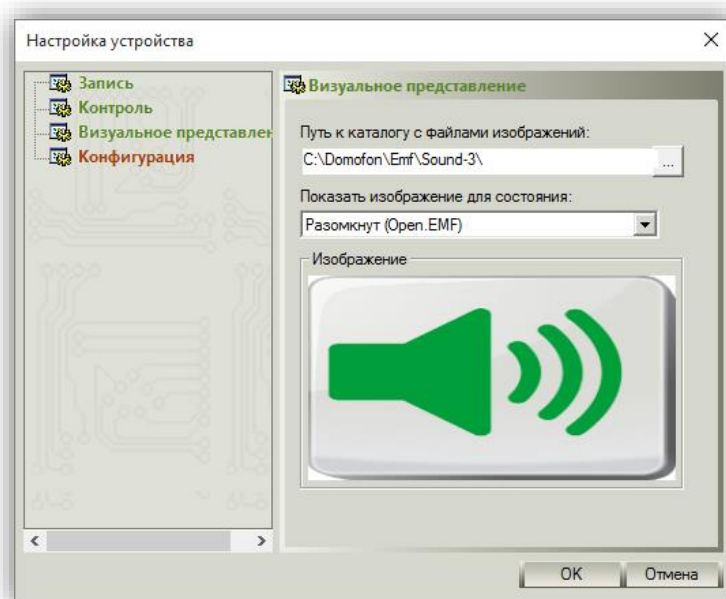 Настройка устройства
Запись
Контроль
Визуальное представлен
Конфигурация
Визуальное представление
Путь к каталогу с файлами изображений:
C:\Domofon\Emf\Sound-3\
...
Показать изображение для состояния:
Разомкнут (Open.EMF)
Изображение
OK
Отмена